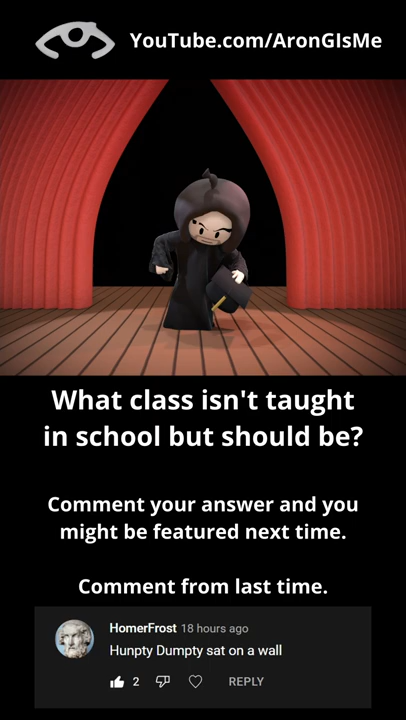 YouTube.com/AronGIsMe
What class isn't taught
in school but should be?
Comment your answer and you
might be featured next time.
Comment from last time.
HomerFrost 18 hours ago
Hunpty Dumpty sat on a wall
2 REPLY